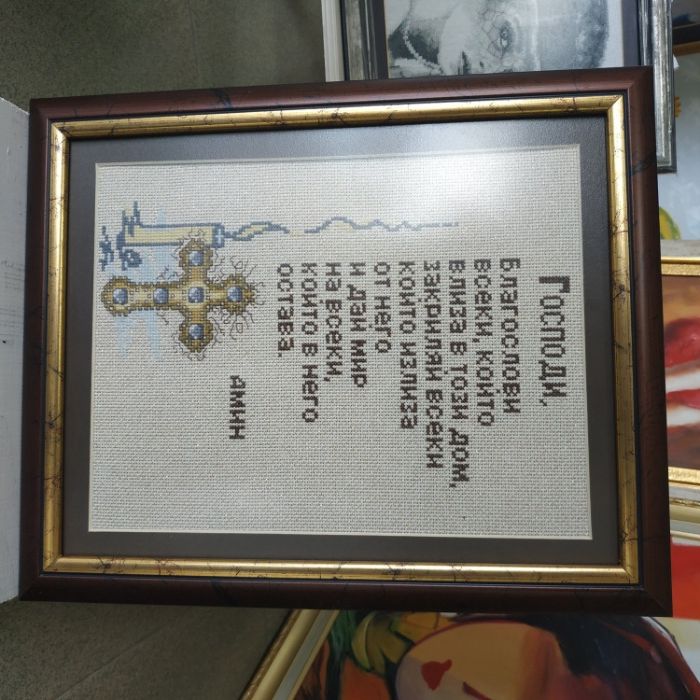 Господи,
благослови
всеки, който
влиза в този дом,
закриляй всеки
който излиза
от него
и дай мир
на всеки,
който в него
остава.
амин